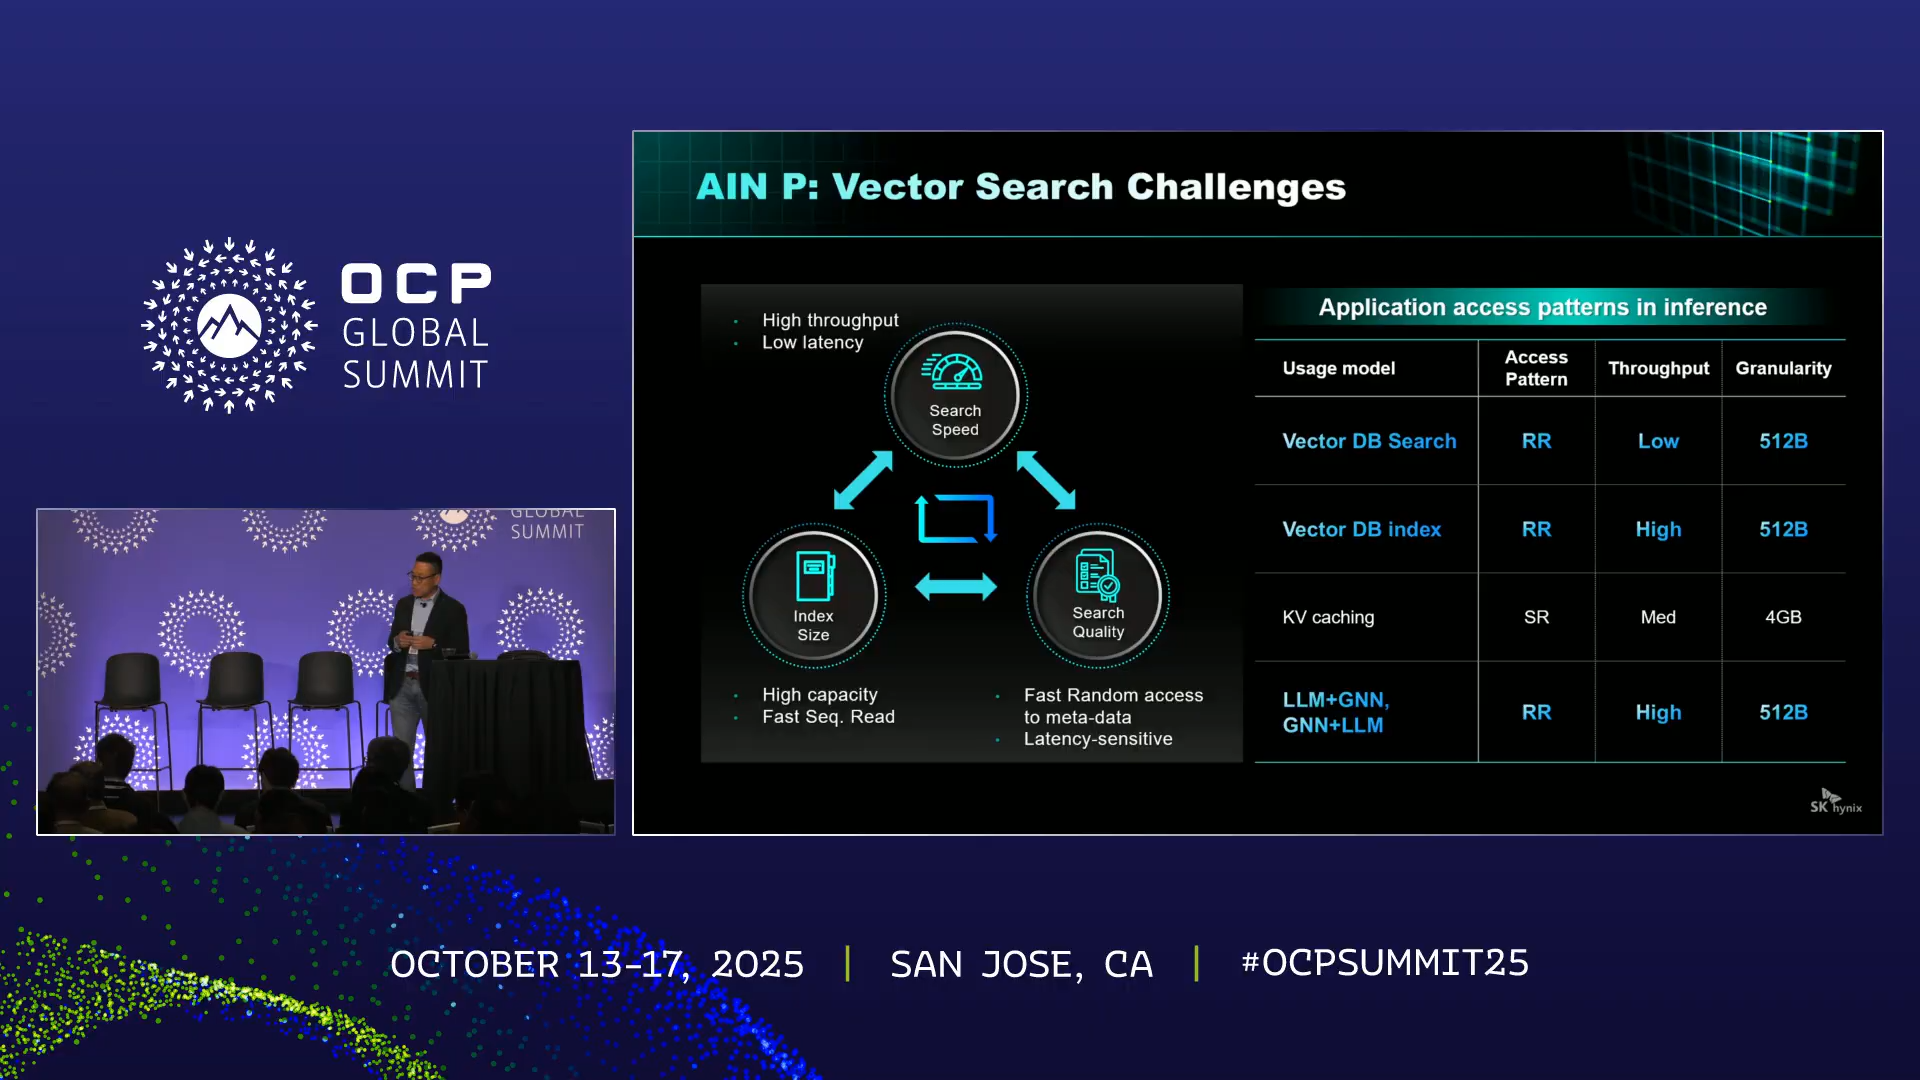 OCP
GLOBAL
SUMMIT
GLOBAL
SUMMIT
AIN P: Vector Search Challenges
High throughput
Low latency
Search
Speed
Index
Size
Search
Quality
High capacity
Fast Seq. Read
Fast Random access
to meta-data
Latency-sensitive
Application access patterns in inference
Usage model Access Pattern Throughput Granularity
Vector DB Search RR Low 512B
Vector DB index RR High 512B
KV caching SR Med 4GB
LLM+GNN,
GNN+LLM RR High 512B
SK hynix
OCTOBER 13-17, 2025 | SAN JOSE, CA | #OCPSUMMIT25